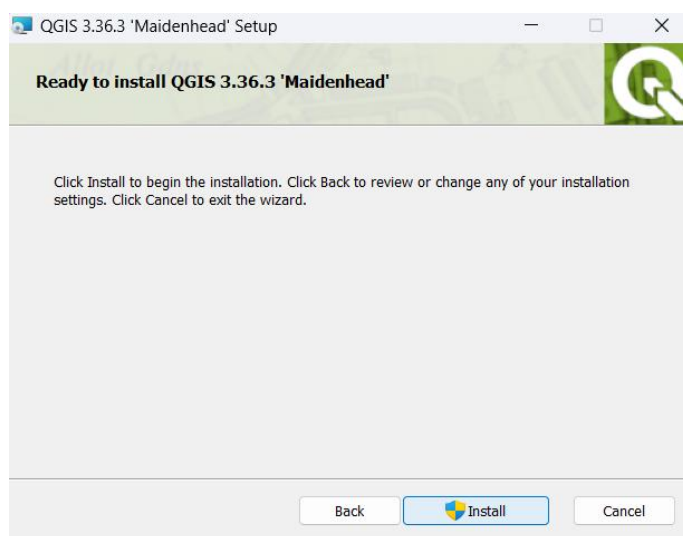 QGIS 3.36.3 'Maidenhead' Setup
Allot Gdns
Ready to install QGIS 3.36.3 'Maidenhead'
Click Install to begin the installation. Click Back to review or change any of your installation
settings. Click Cancel to exit the wizard.
Back
Install
Cancel